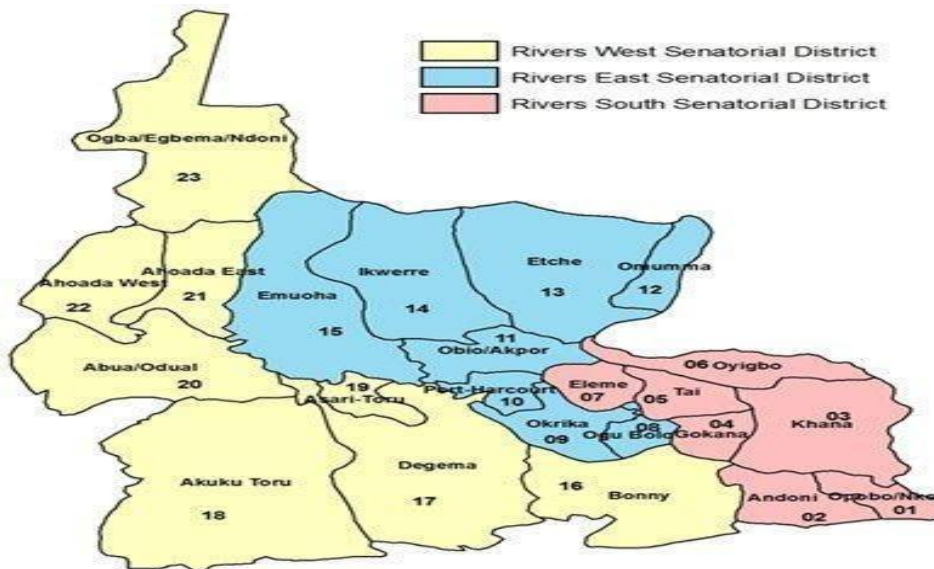 Rivers West Senatorial District
Rivers East Senatorial District
Rivers South Senatorial District
Ogba/Egbema/Ndoni
23
Ahoada East
21
Ahoada West
22
Emuoha
15
Ikwerre
14
Etche
13
Omumma
12
11
Obio/Akpor
Abua/Odual
20
19
Asari-Toru
Port-Harcourt
10
Eleme
07
06 Oyigbo
05
Tai
03
Khana
04
Gokana
08
Ogu Bolo
Okrika
09
Degema
17
16
Bonny
Akuku Toru
18
Andoni
02
Opobo/Nko
01